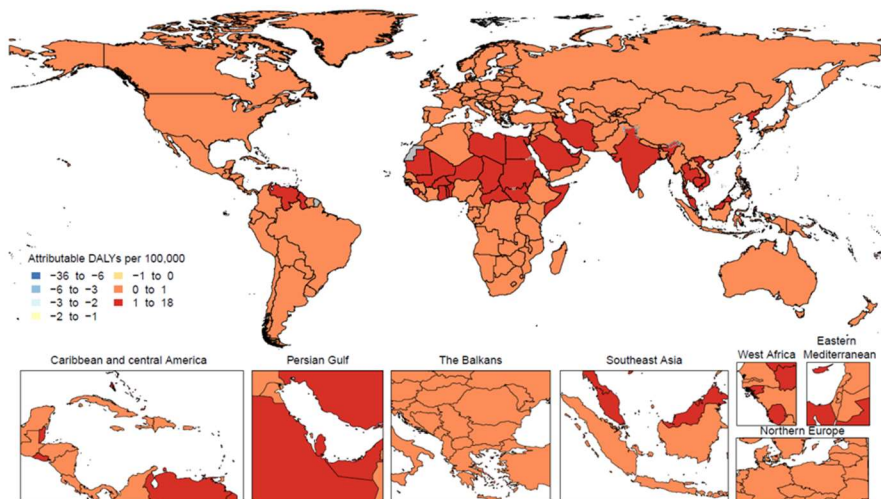 Attributable DALYs per 100,000
−36 to −6
−6 to −3
−3 to −2
−2 to −1
−1 to 0
0 to 1
1 to 18
Caribbean and central America
Persian Gulf
The Balkans
Southeast Asia
West Africa
Eastern
Mediterranean
Northern Europe